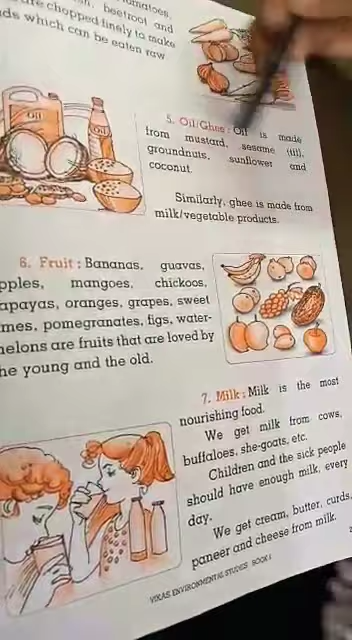 tomatoes,
beetroot and
are chopped finely to make
which can be eaten raw
OIL
OIL
5. Oil/Ghee : Oil is made
from mustard, sesame (till),
groundnuts, sunflower and
coconut.
Similarly, ghee is made from
milk/vegetable products.
6. Fruit : Bananas, guavas,
pples, mangoes, chickoos,
apayas, oranges, grapes, sweet
mes, pomegranates, figs, water-
nelons are fruits that are loved by
he young and the old.
7. Milk : Milk is the most
nourishing food.
We get milk from cows,
buffaloes, she-goats, etc.
Children and the sick people
should have enough milk, every
day.
We get cream, butter, curds,
paneer and cheese from milk.
VIKAS ENVIRONMENTAL STUDIES BOOK 1